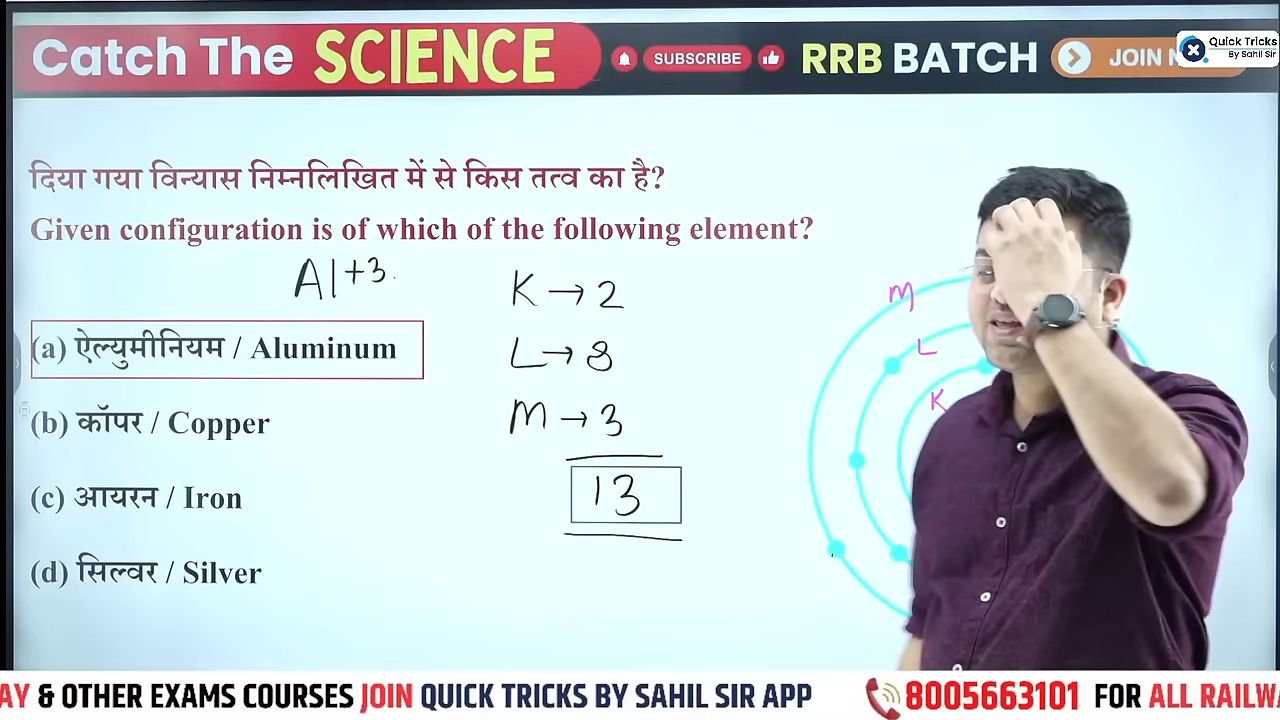 Catch The SCIENCE
SUBSCRIBE
RRB BATCH
JOIN
Quick Tricks
By Sahil Sir
दिया गया विन्यास निम्नलिखित में से किस तत्व का है?
Given configuration is of which of the following element?
Al+3
(a) ऐल्युमीनियम / Aluminum
(b) कॉपर / Copper
(c) आयरन / Iron
(d) सिल्वर / Silver
K → 2
L → 8
M → 3
13
M
L
K
AY & OTHER EXAMS COURSES JOIN QUICK TRICKS BY SAHIL SIR APP
8005663101 FOR ALL RAILW